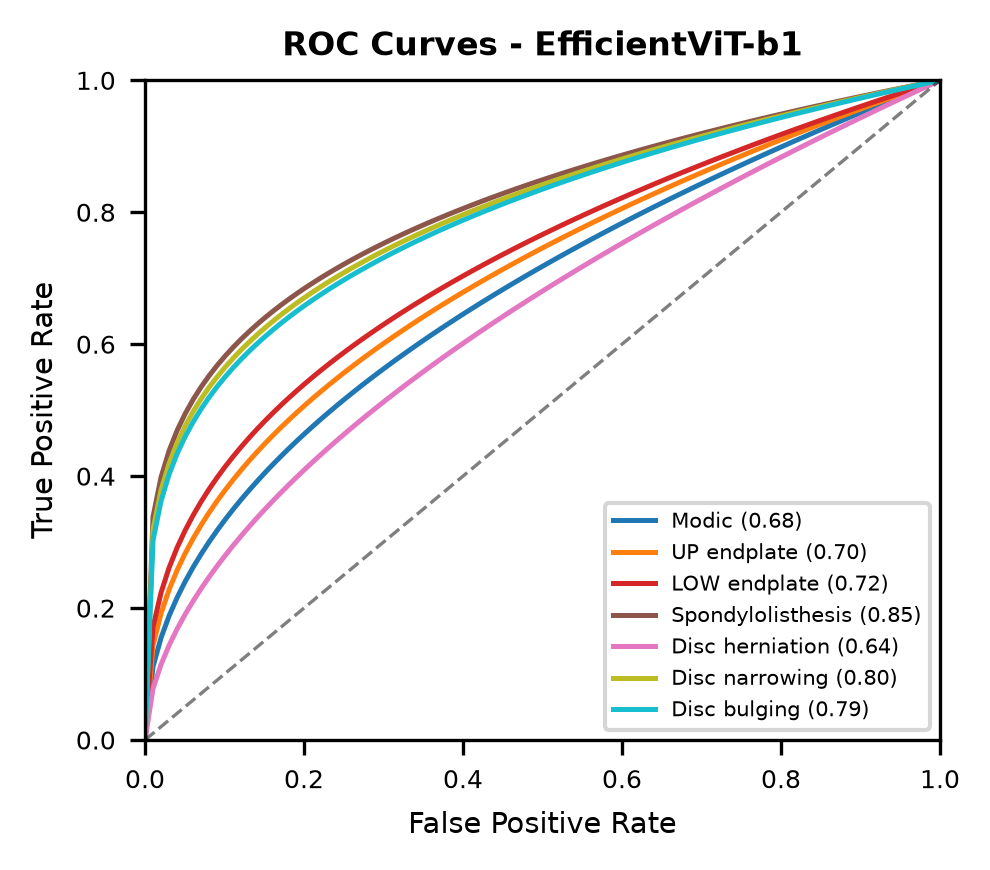 ROC Curves - EfficientViT-b1
True Positive Rate
1.0
0.8
0.6
0.4
0.2
0.0
0.0 0.2 0.4 0.6 0.8 1.0
False Positive Rate
Modic (0.68)
UP endplate (0.70)
LOW endplate (0.72)
Spondylolisthesis (0.85)
Disc herniation (0.64)
Disc narrowing (0.80)
Disc bulging (0.79)